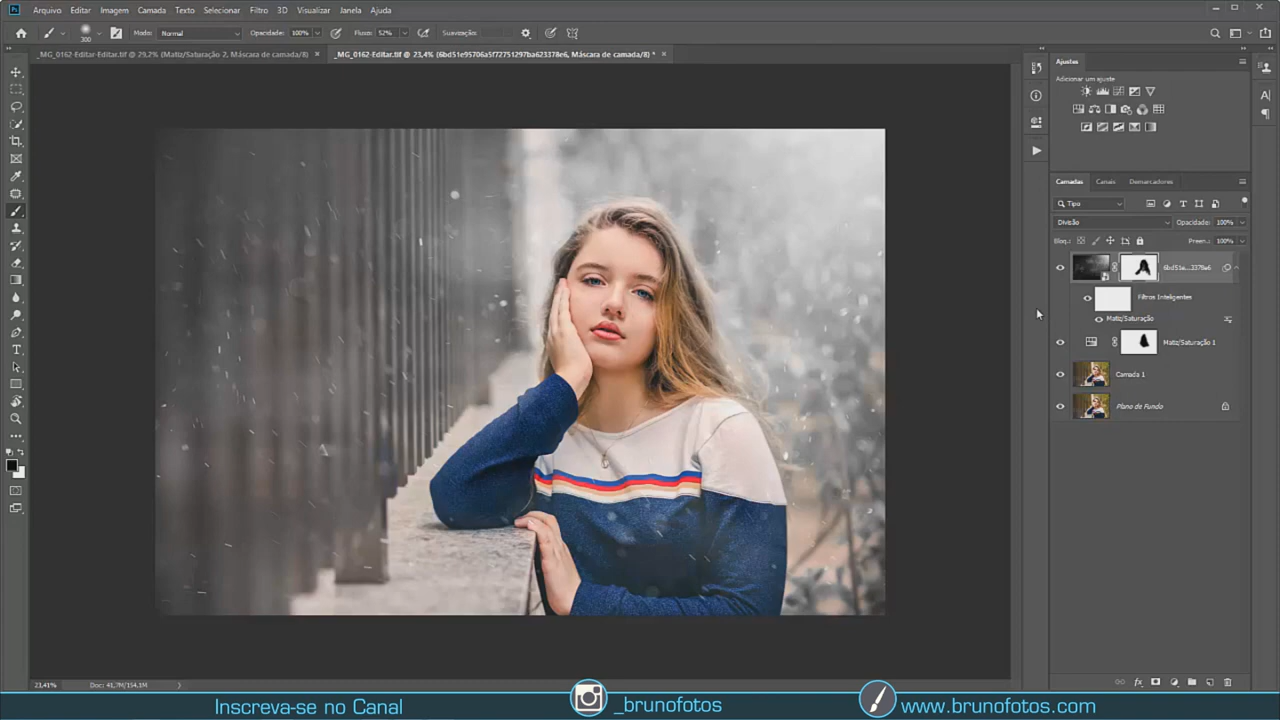 Ps Arquivo Editar Imagem Camada Texto Selecionar Filtro 3D Visualizar Janela Ajuda
300 Modo: Normal Opacidade: 100% Fluxo: 52% Suavização:
_MG_0162-Editar-Editar.tif @ 29,2% (Matiz/Saturação 2, Máscara de camada/8) × _MG_0162-Editar.tif @ 23,4% (6bd51e95706a5f72751297ba623378e6, Máscara de camada/8) * ×
Ajustes
Adicionar um ajuste
Camadas Canais Demarcadores
Tipo
Divisão Opacidade: 100%
Bloq.: Preen.: 100%
6bd51e...3378e6
Filtros Inteligentes
Matiz/Saturação
Matiz/Saturação 1
Camada 1
Plano de Fundo
23,41% Doc: 41,7M/154,1M
Inscreva-se no Canal _brunofotos www.brunofotos.com